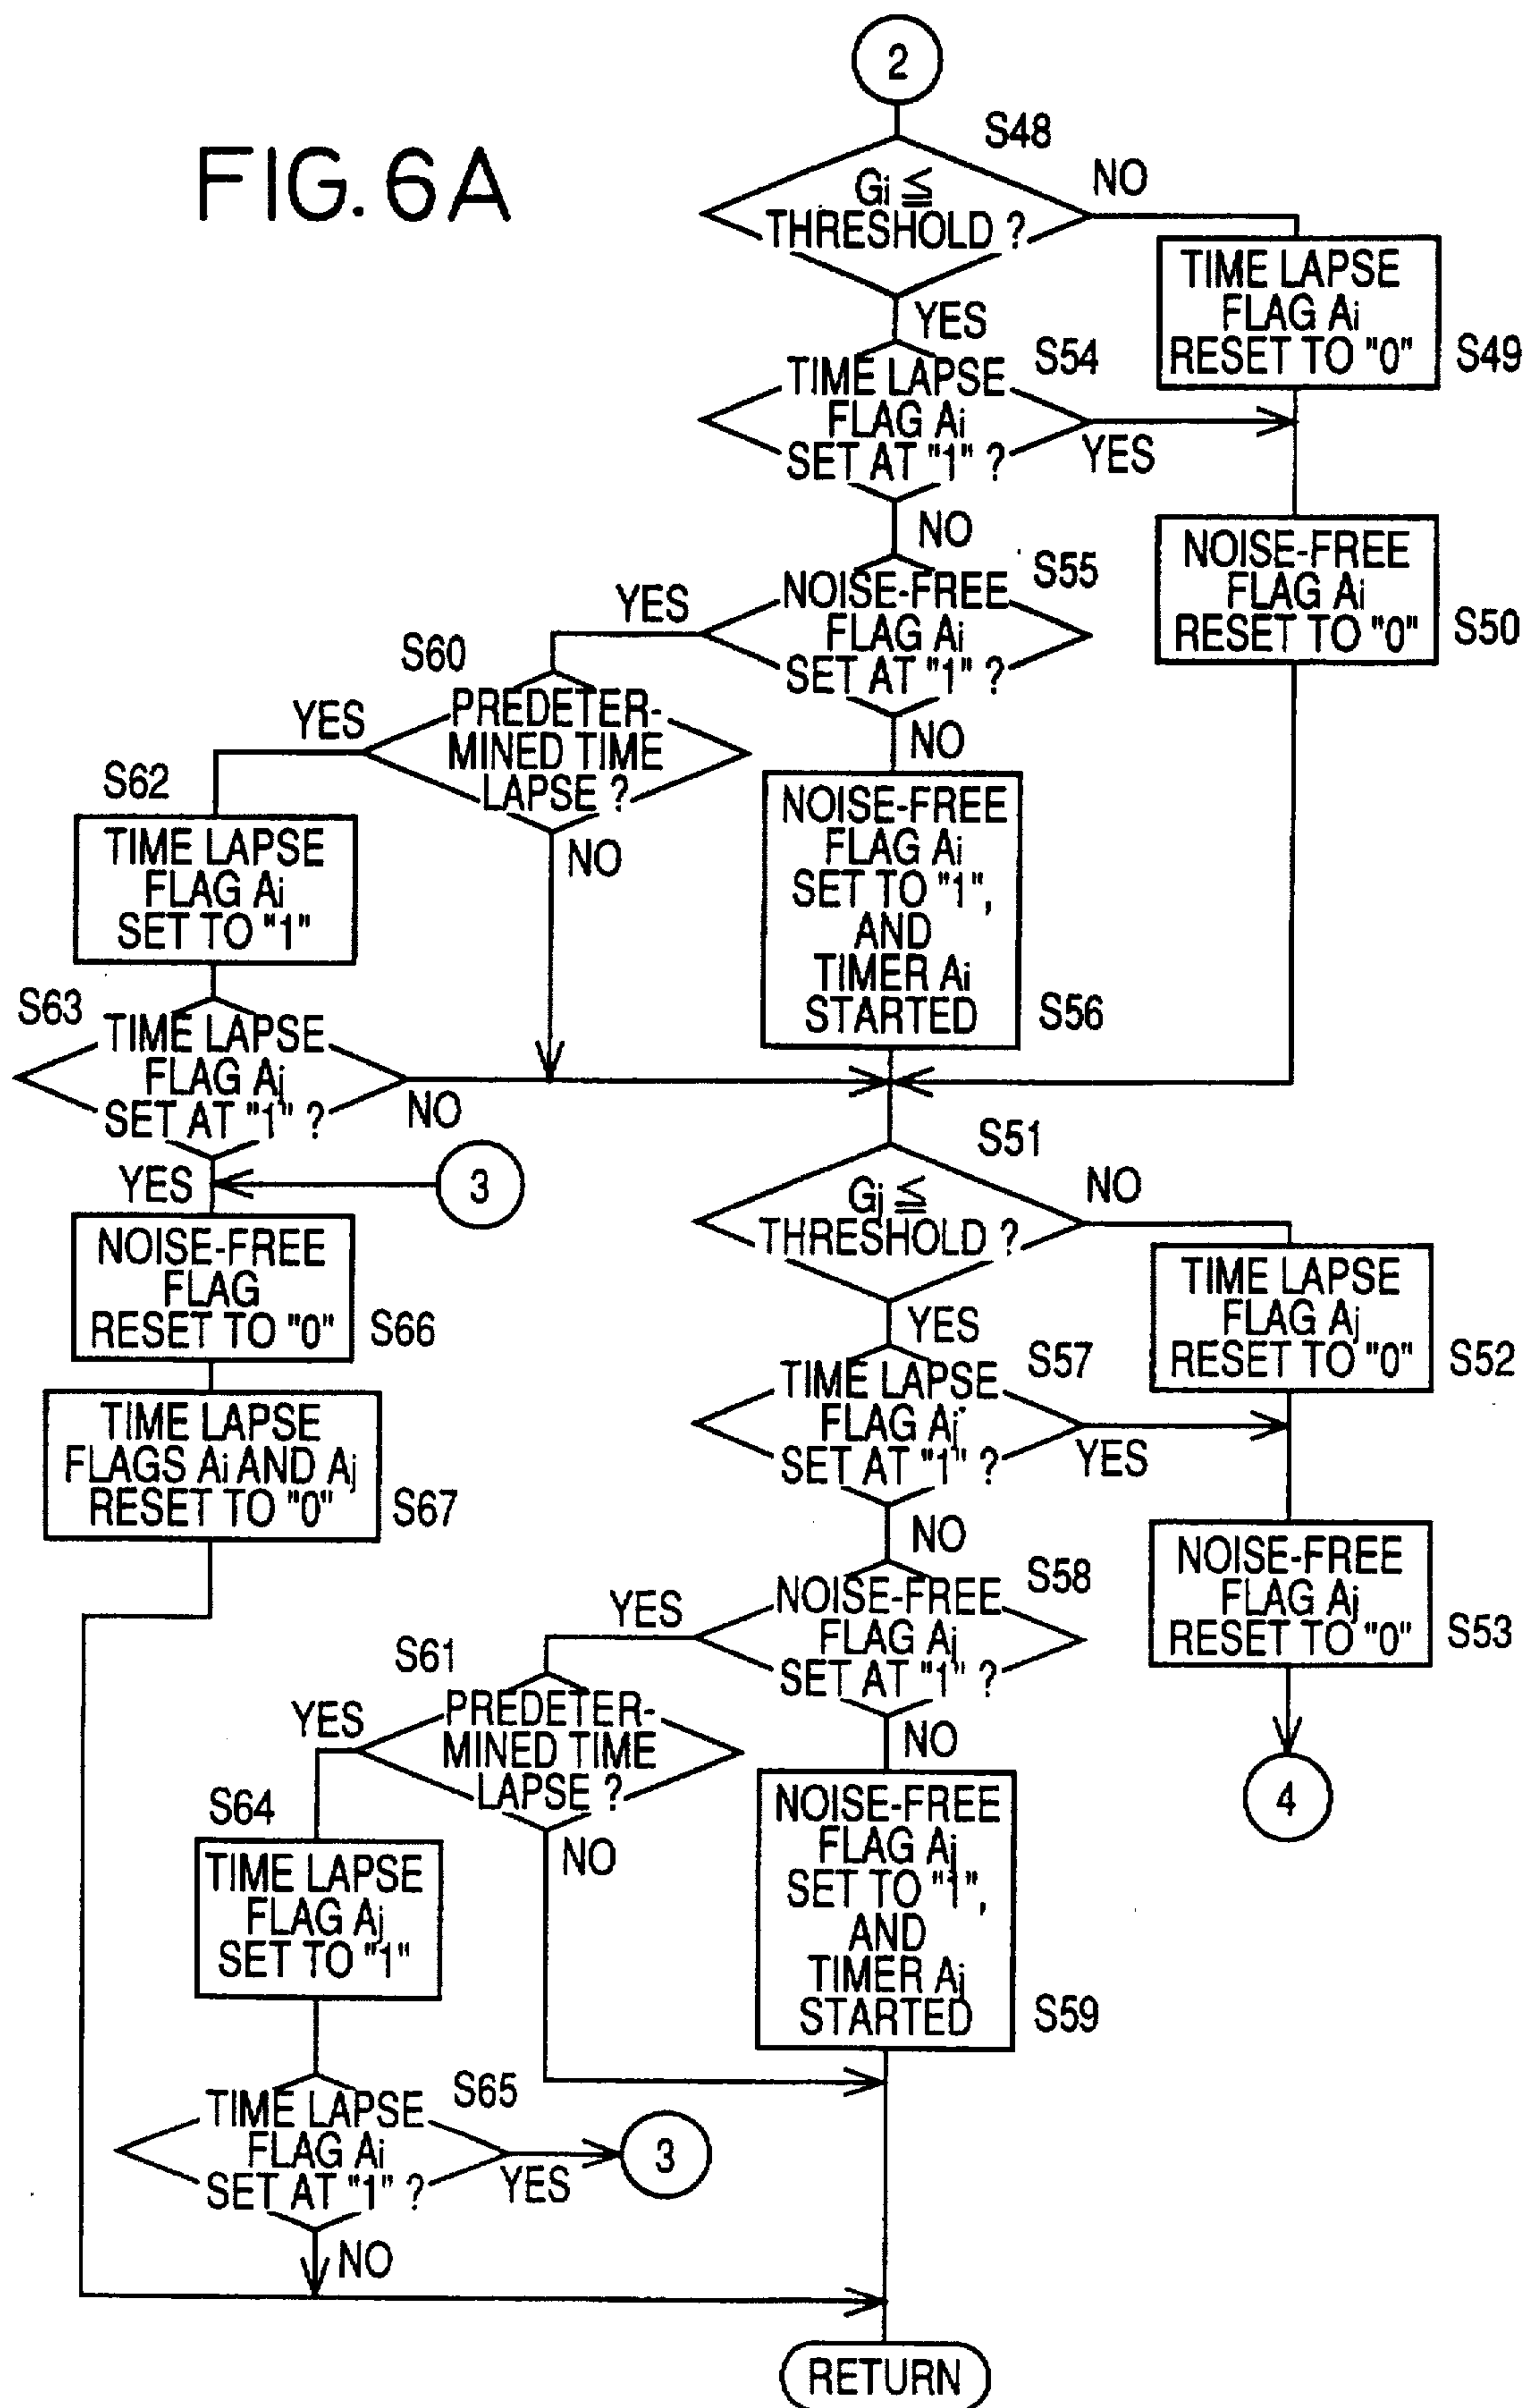 FIG. 6A
2
S48
Gi ≦
THRESHOLD ?
NO
YES
TIME LAPSE
FLAG Ai
RESET TO "0"
S49
S54
TIME LAPSE
FLAG Ai
SET AT "1" ?
YES
NO
NOISE-FREE
FLAG Ai
RESET TO "0"
S50
S55
NOISE-FREE
FLAG Ai
SET AT "1" ?
YES
NO
S60
PREDETER-
MINED TIME
LAPSE ?
YES
NO
S62
TIME LAPSE
FLAG Ai
SET TO "1"
NOISE-FREE
FLAG Ai
SET TO "1",
AND
TIMER Ai
STARTED
S56
S63
TIME LAPSE
FLAG Aj
SET AT "1" ?
NO
YES
3
NOISE-FREE
FLAG
RESET TO "0"
S66
TIME LAPSE
FLAGS Ai AND Aj
RESET TO "0"
S67
S51
Gj ≦
THRESHOLD ?
NO
YES
TIME LAPSE
FLAG Aj
RESET TO "0"
S52
S57
TIME LAPSE
FLAG Aj
SET AT "1" ?
YES
NO
NOISE-FREE
FLAG Aj
RESET TO "0"
S53
4
S58
NOISE-FREE
FLAG Aj
SET AT "1" ?
YES
NO
S61
PREDETER-
MINED TIME
LAPSE ?
YES
NO
S64
TIME LAPSE
FLAG Aj
SET TO "1"
NOISE-FREE
FLAG Aj
SET TO "1",
AND
TIMER Aj
STARTED
S59
S65
TIME LAPSE
FLAG Ai
SET AT "1" ?
YES
3
NO
RETURN